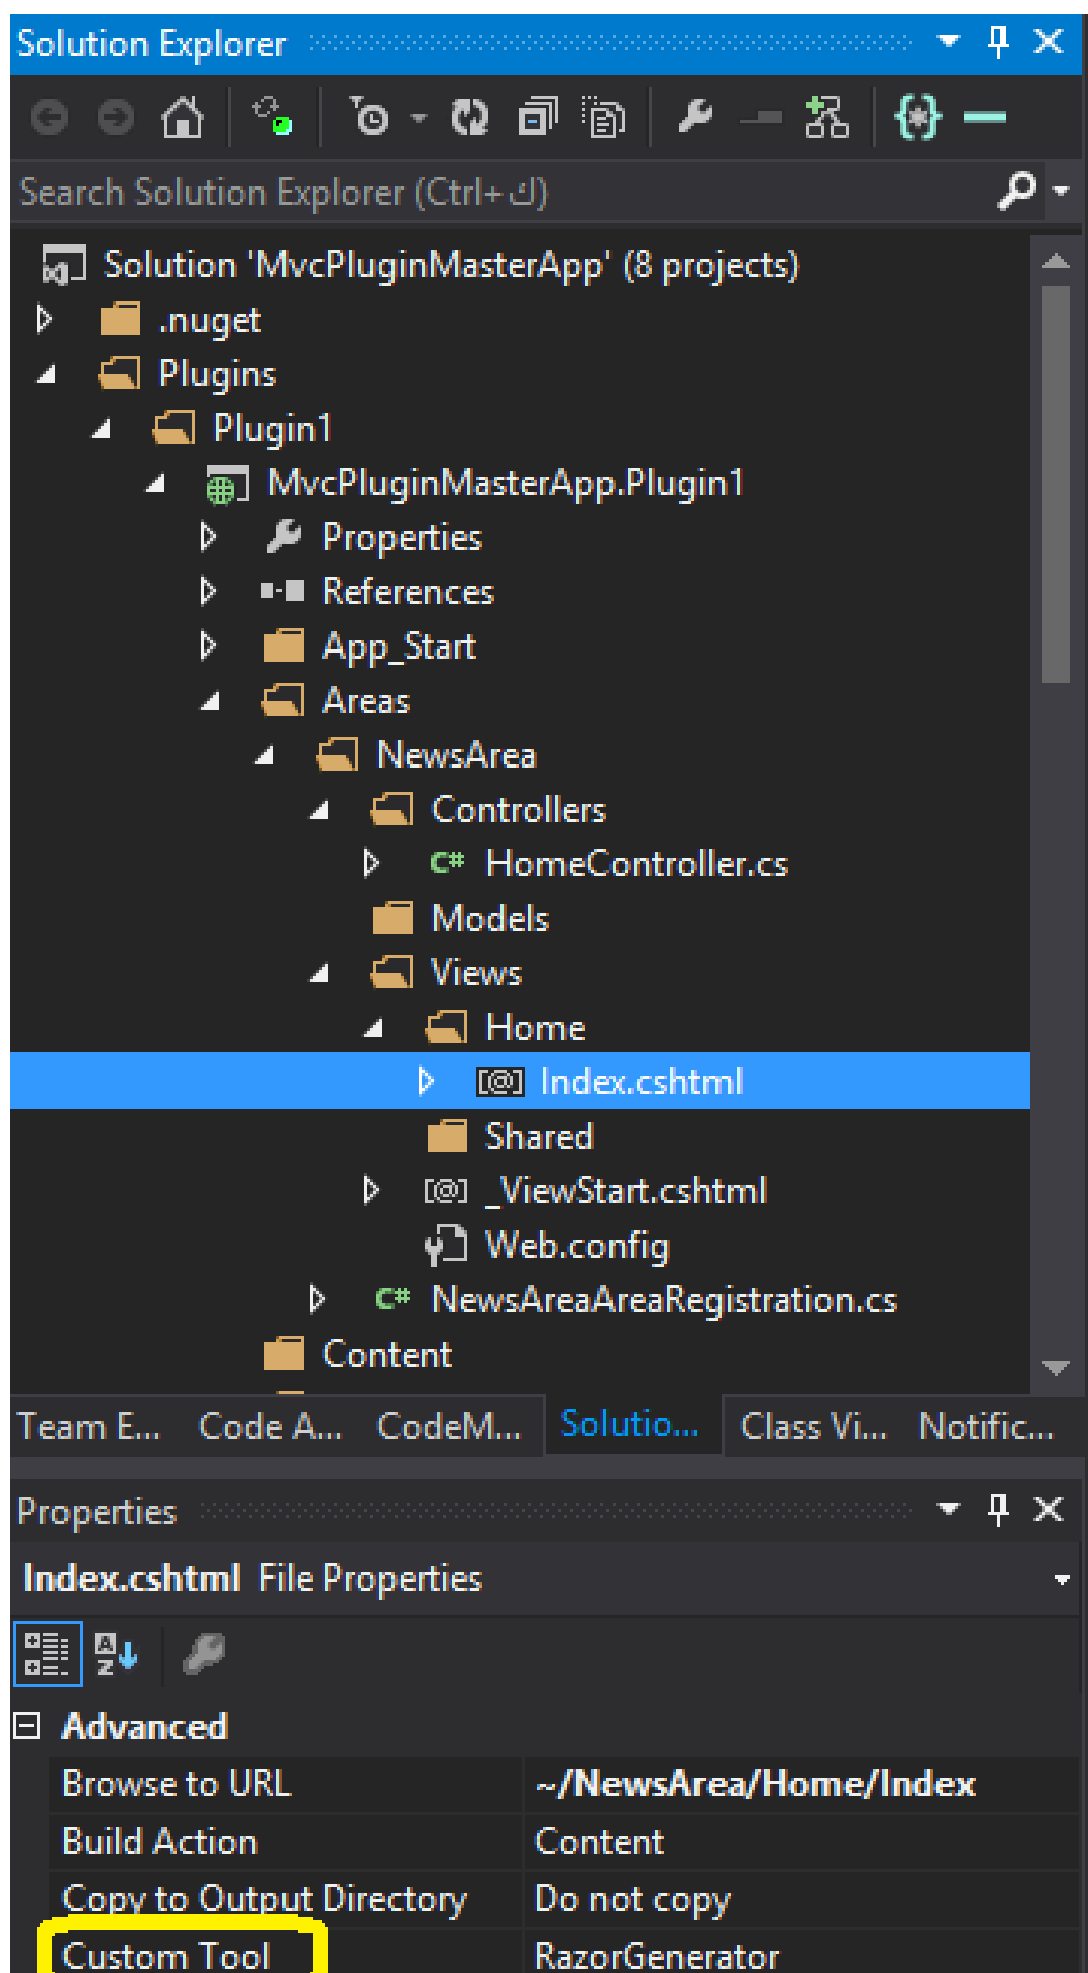 Solution Explorer
Search Solution Explorer (Ctrl+ك)
Solution 'MvcPluginMasterApp' (8 projects)
.nuget
Plugins
Plugin1
MvcPluginMasterApp.Plugin1
Properties
References
App_Start
Areas
NewsArea
Controllers
C# HomeController.cs
Models
Views
Home
[@] Index.cshtml
Shared
[@] _ViewStart.cshtml
Web.config
C# NewsAreaAreaRegistration.cs
Content
Team E... Code A... CodeM... Solutio... Class Vi... Notific...
Properties
Index.cshtml File Properties
Advanced
Browse to URL ~/NewsArea/Home/Index
Build Action Content
Copy to Output Directory Do not copy
Custom Tool RazorGenerator